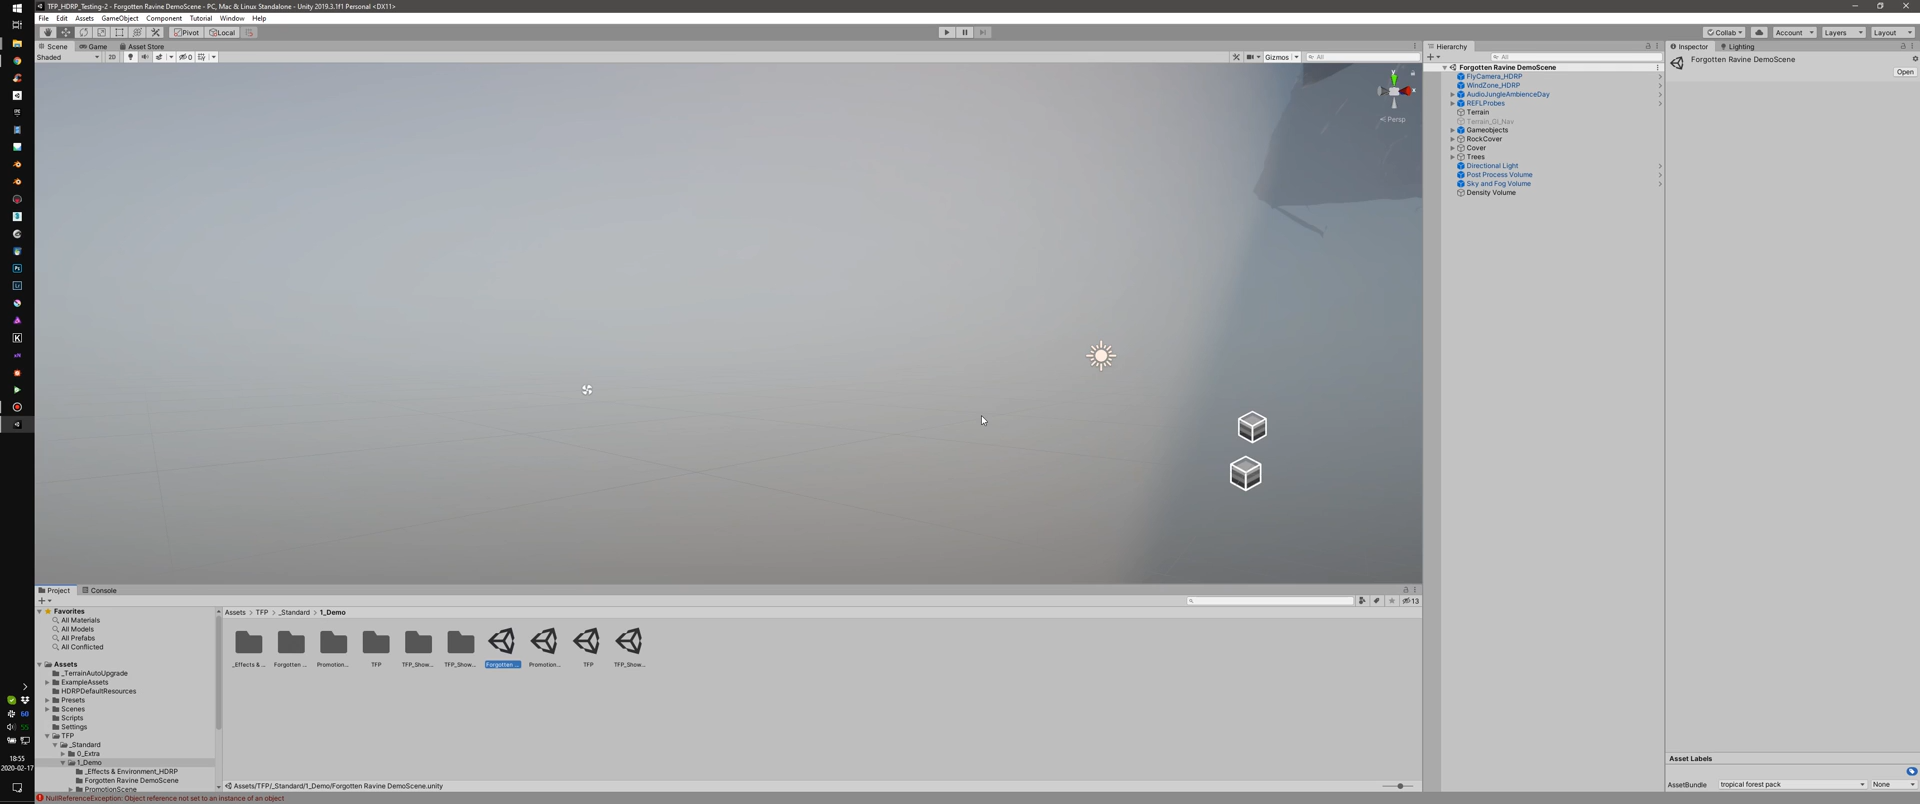 TFP_HDRP_Testing-2 - Forgotten Ravine DemoScene - PC, Mac & Linux Standalone - Unity 2019.3.1f1 Personal <DX11>
File Edit Assets GameObject Component Tutorial Window Help
Pivot Local Collab Account Layers Layout
Scene Game Asset Store
Shaded 2D 0 Gizmos All
Y
X
Persp
Hierarchy
All
Forgotten Ravine DemoScene
FlyCamera_HDRP
WindZone_HDRP
AudioJungleAmbienceDay
REFLProbes
Terrain
Terrain_GI_Nav
Gameobjects
RockCover
Cover
Trees
Directional Light
Post Process Volume
Sky and Fog Volume
Density Volume
Inspector Lighting
Forgotten Ravine DemoScene
Open
Project Console
13
Favorites
All Materials
All Models
All Prefabs
All Conflicted
Assets
_TerrainAutoUpgrade
ExampleAssets
HDRPDefaultResources
Presets
Scenes
Scripts
Settings
TFP
_Standard
0_Extra
1_Demo
_Effects & Environment_HDRP
Forgotten Ravine DemoScene
PromotionScene
Assets > TFP > _Standard > 1_Demo
_Effects & ... Forgotten ... Promotion... TFP TFP_Show... TFP_Show... Forgotten ... Promotion... TFP TFP_Show...
Assets/TFP/_Standard/1_Demo/Forgotten Ravine DemoScene.unity
Asset Labels
AssetBundle tropical forest pack None
NullReferenceException: Object reference not set to an instance of an object
Ps
K
60
55
18:55
2020-02-17